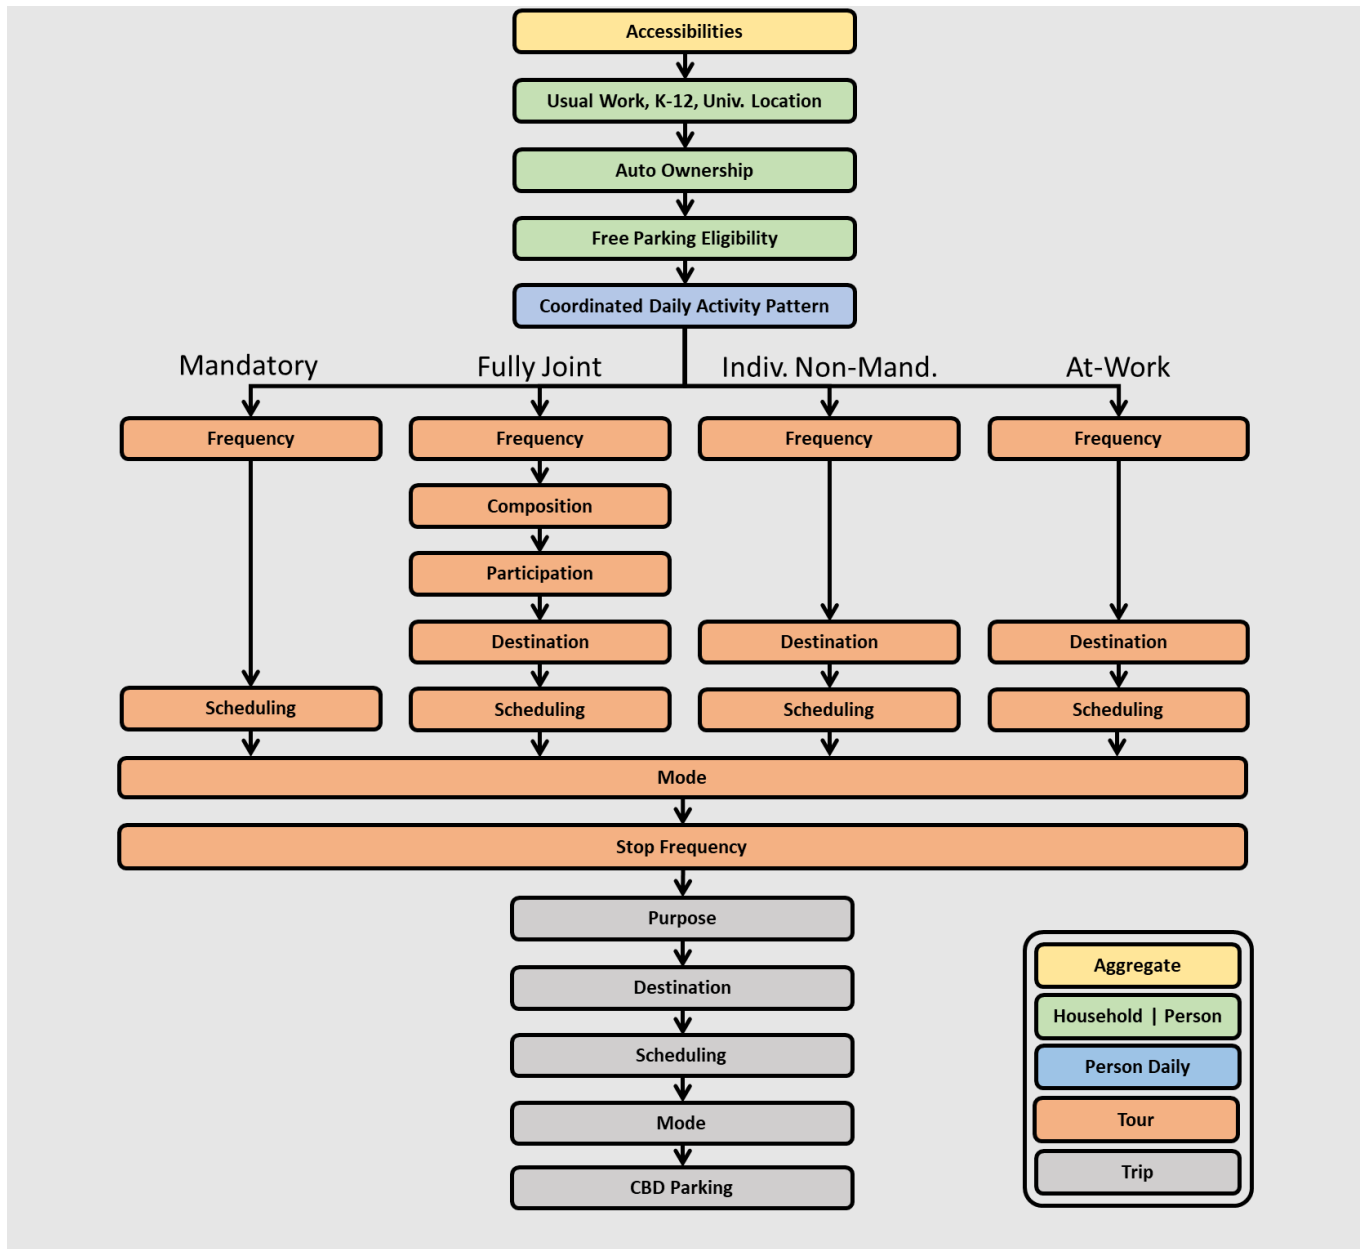 Accessibilities
Usual Work, K-12, Univ. Location
Auto Ownership
Free Parking Eligibility
Coordinated Daily Activity Pattern
Mandatory
Fully Joint
Indiv. Non-Mand.
At-Work
Frequency
Frequency
Frequency
Frequency
Composition
Participation
Destination
Destination
Destination
Scheduling
Scheduling
Scheduling
Scheduling
Mode
Stop Frequency
Purpose
Destination
Scheduling
Mode
CBD Parking
Aggregate
Household | Person
Person Daily
Tour
Trip